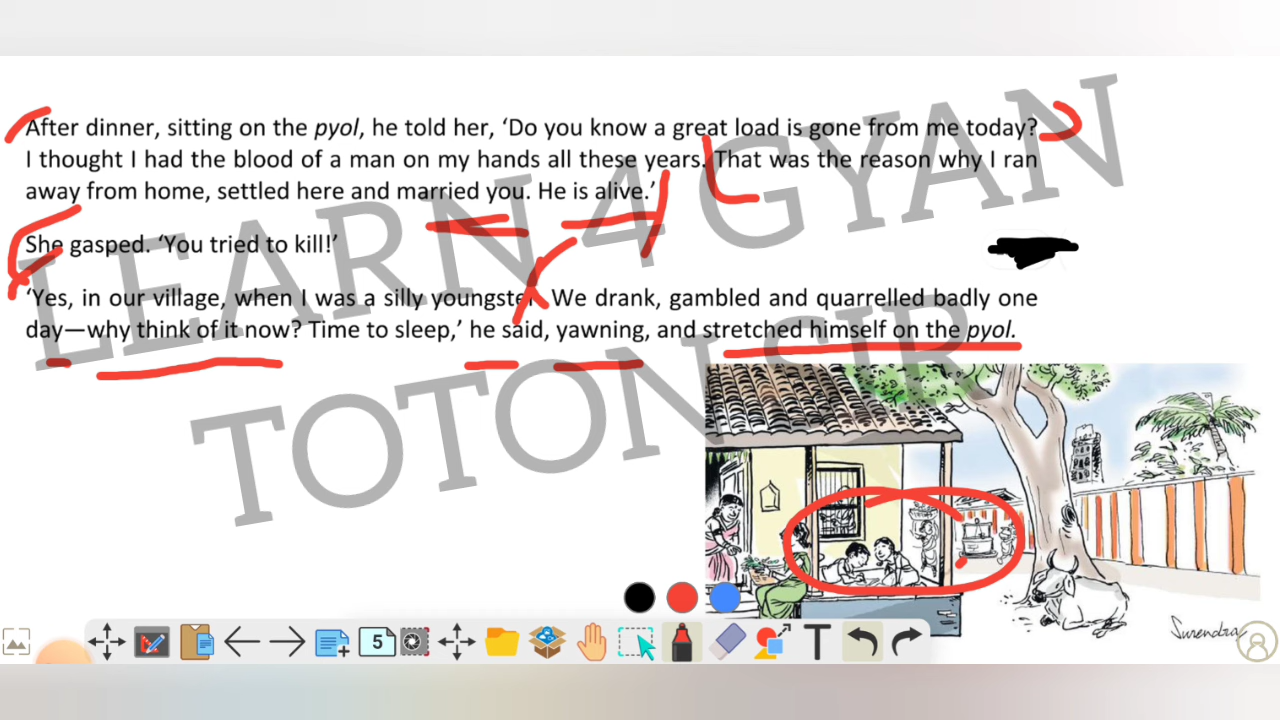 After dinner, sitting on the pyol, he told her, ‘Do you know a great load is gone from me today?
I thought I had the blood of a man on my hands all these years. That was the reason why I ran
away from home, settled here and married you. He is alive.’
She gasped. ‘You tried to kill!’
‘Yes, in our village, when I was a silly youngster. We drank, gambled and quarrelled badly one
day—why think of it now? Time to sleep,’ he said, yawning, and stretched himself on the pyol.
LEARN 4 GYAN
TOTON SIR
Surendra
5
T